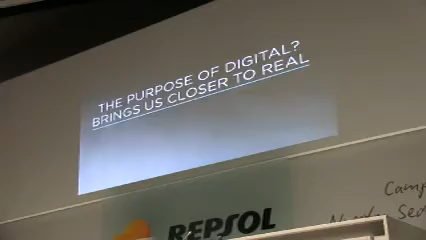 THE PURPOSE OF DIGITAL?
BRINGS US CLOSER TO REAL
REPSOL